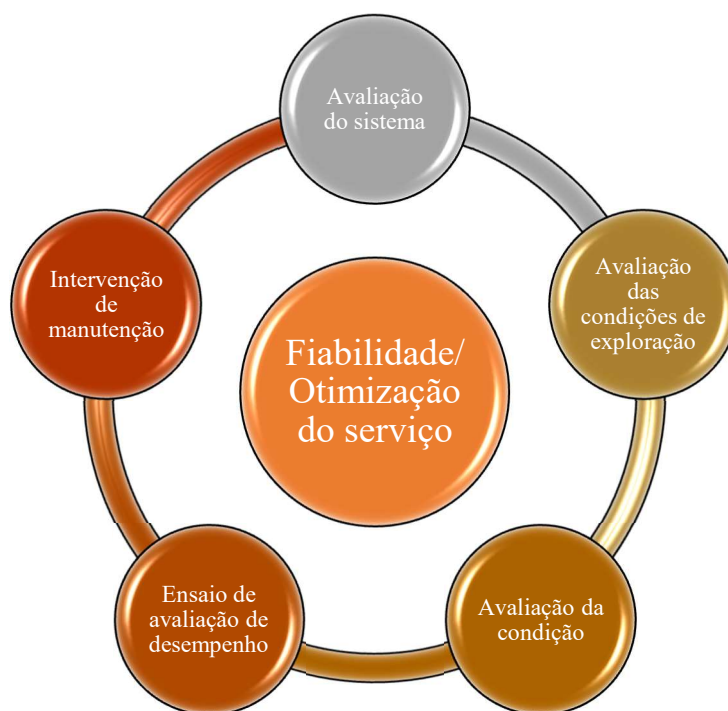 Avaliação
do sistema
Avaliação
das
condições de
exploração
Avaliação da
condição
Ensaio de
avaliação de
desempenho
Intervenção
de
manutenção
Fiabilidade/
Otimização
do serviço